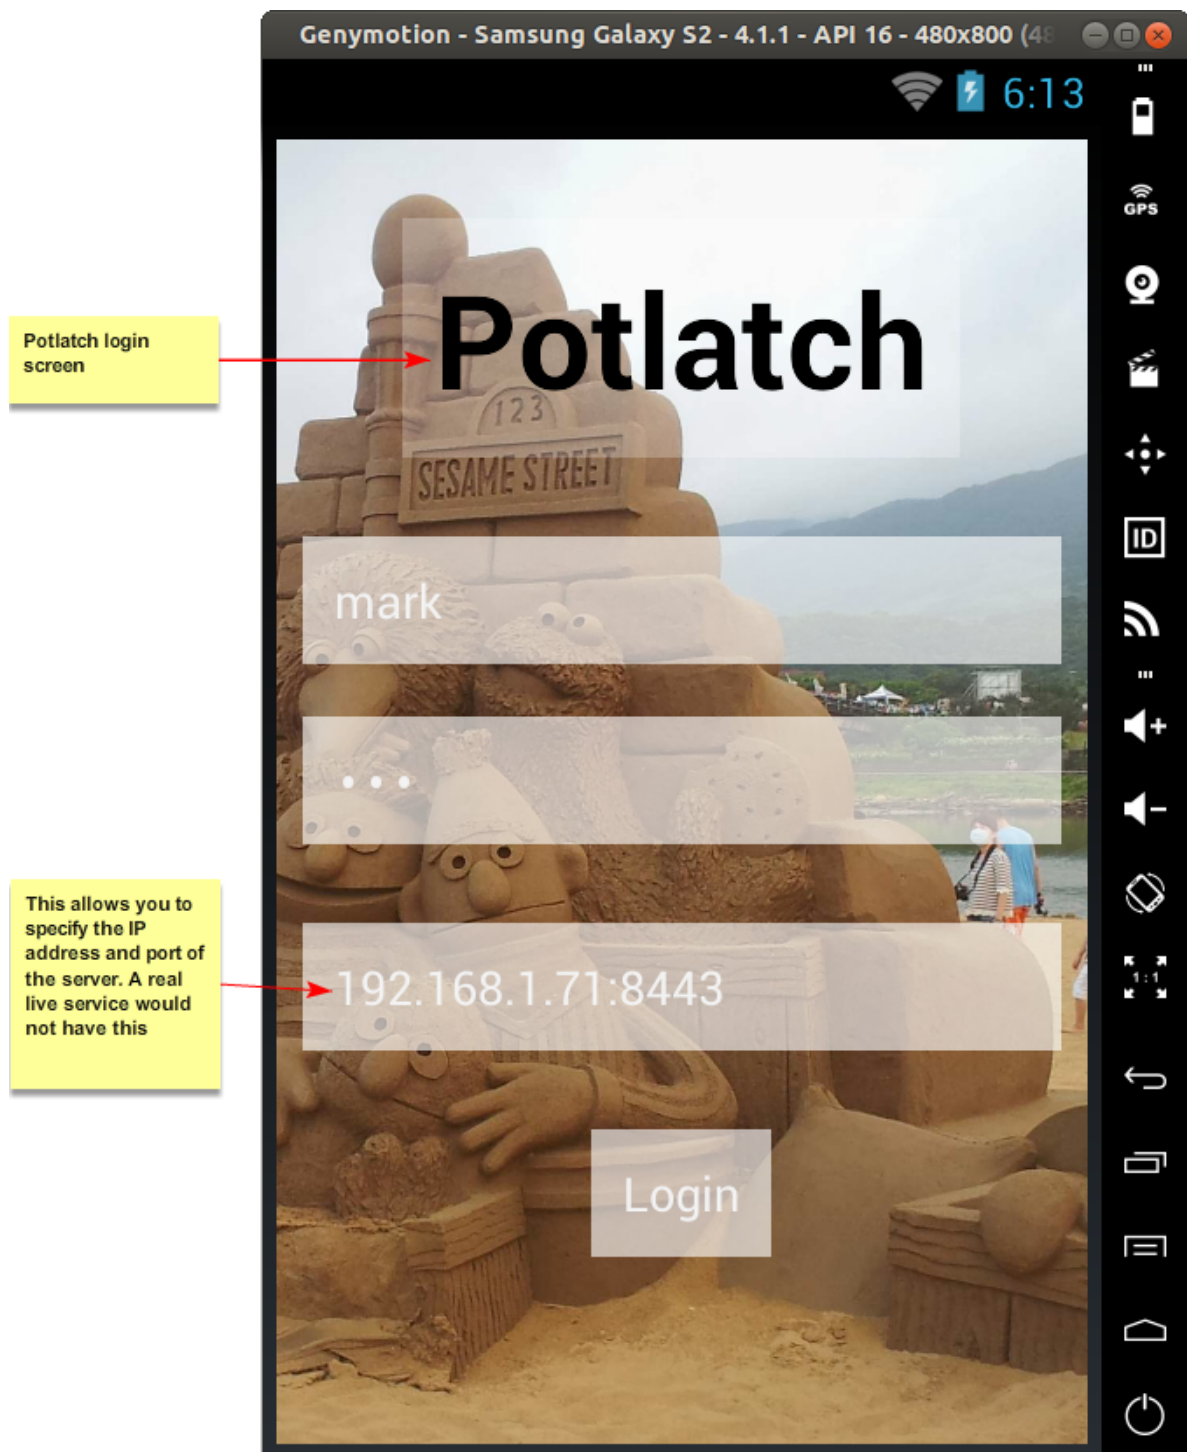 Genymotion - Samsung Galaxy S2 - 4.1.1 - API 16 - 480x800 (48
6:13
GPS
Potlatch
Potlatch login
screen
123
SESAME STREET
ID
mark
•••
This allows you to
specify the IP
address and port of
the server. A real
live service would
not have this
192.168.1.71:8443
1:1
Login